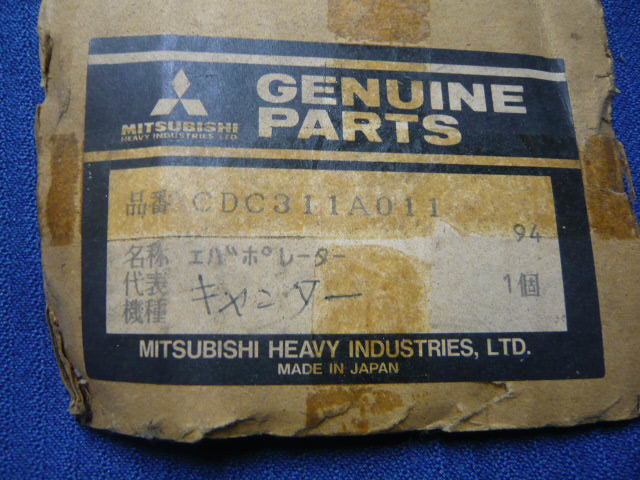 GENUINE
PARTS
MITSUBISHI
HEAVY INDUSTRIES LTD.
品番 CDC311A011
94
名称 エバポレーター
代表機種 キャンター
1個
MITSUBISHI HEAVY INDUSTRIES, LTD.
MADE IN JAPAN